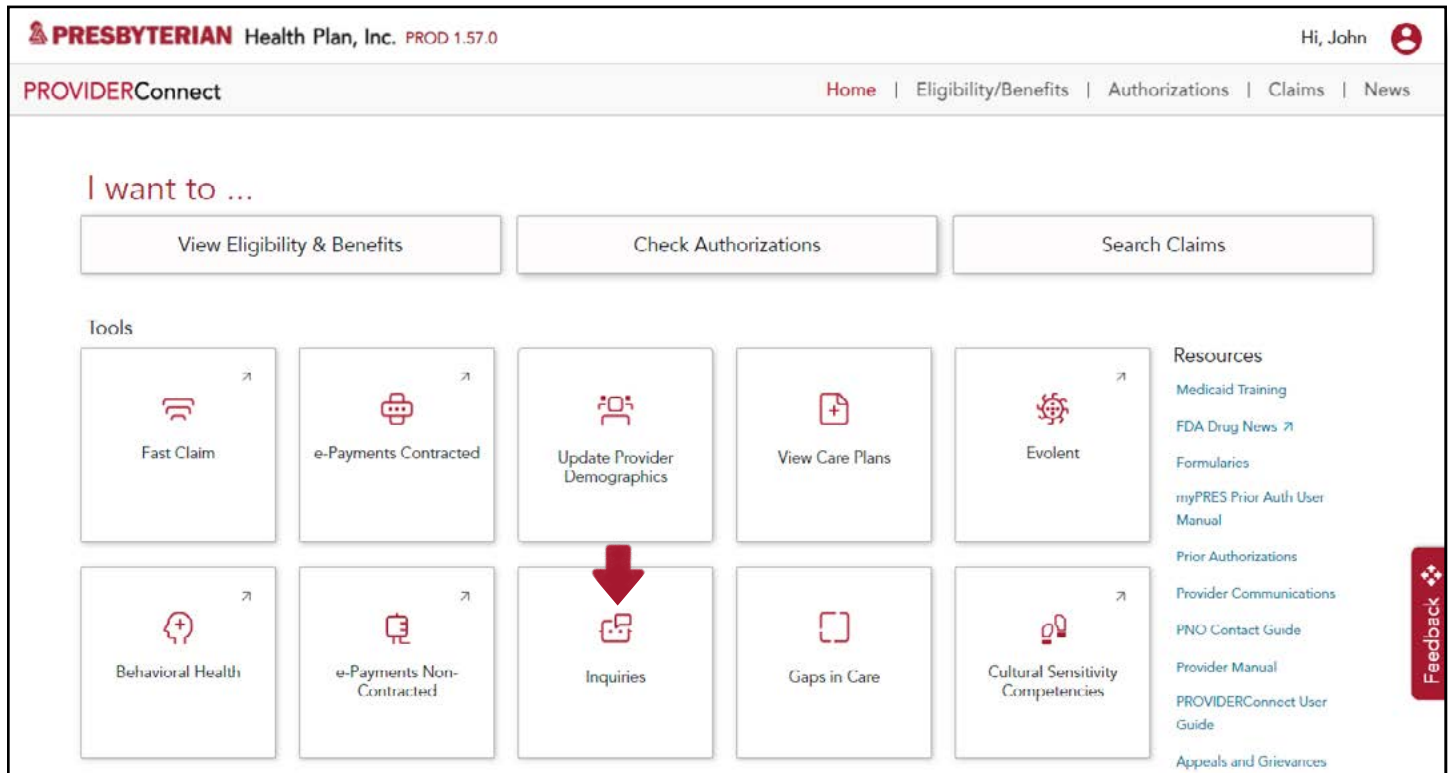 PRESBYTERIAN Health Plan, Inc. PROD 1.57.0
Hi, John
PROVIDERConnect
Home | Eligibility/Benefits | Authorizations | Claims | News
I want to ...
View Eligibility & Benefits
Check Authorizations
Search Claims
Tools
Fast Claim
e-Payments Contracted
Update Provider
Demographics
View Care Plans
Evolent
Behavioral Health
e-Payments Non-
Contracted
Inquiries
Gaps in Care
Cultural Sensitivity
Competencies
Resources
Medicaid Training
FDA Drug News
Formularies
myPRES Prior Auth User
Manual
Prior Authorizations
Provider Communications
PNO Contact Guide
Provider Manual
PROVIDERConnect User
Guide
Appeals and Grievances
Feedback